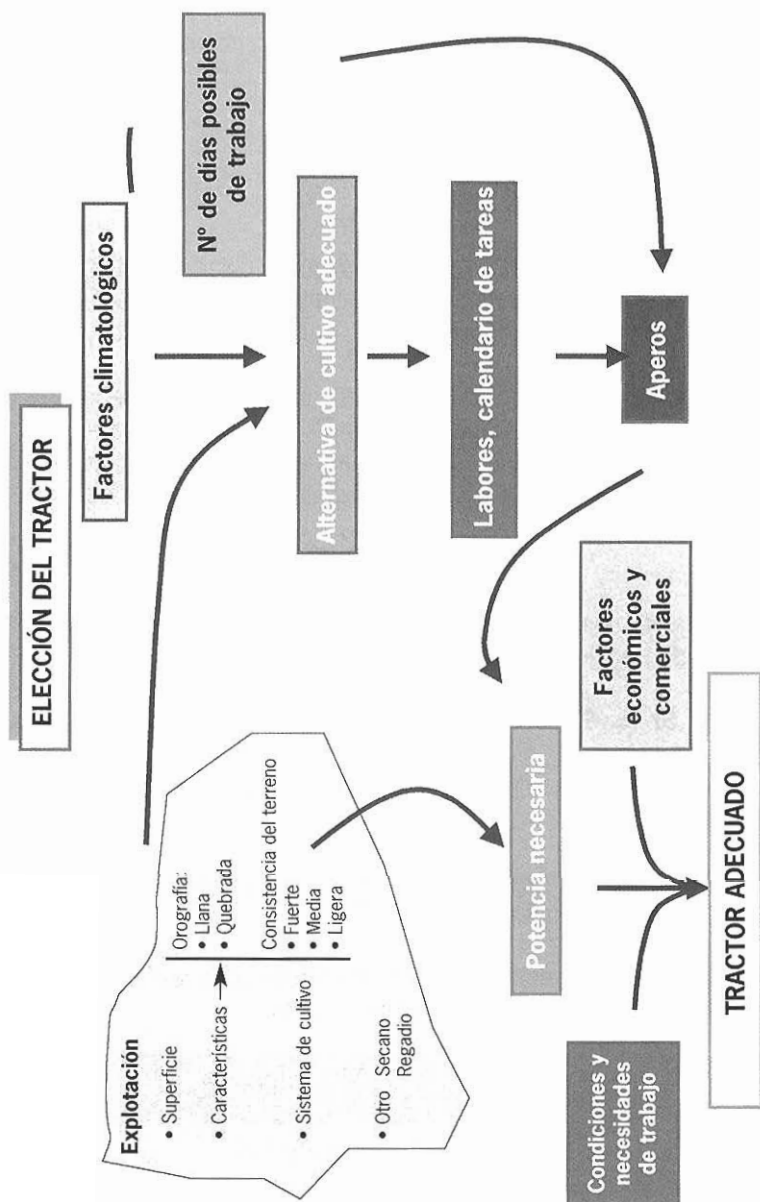 ELECCIÓN DEL TRACTOR
Explotación
• Superficie
• Características
• Sistema de cultivo
• Otro Secano
Regadio
Orografía:
• Llana
• Quebrada
Consistencia del terreno
• Fuerte
• Media
• Ligera
Factores climatológicos
Nº de días posibles
de trabajo
Alternativa de cultivo adecuado
Labores, calendario de tareas
Aperos
Potencia necesaria
Condiciones y
necesidades
de trabajo
Factores
económicos y
comerciales
TRACTOR ADECUADO